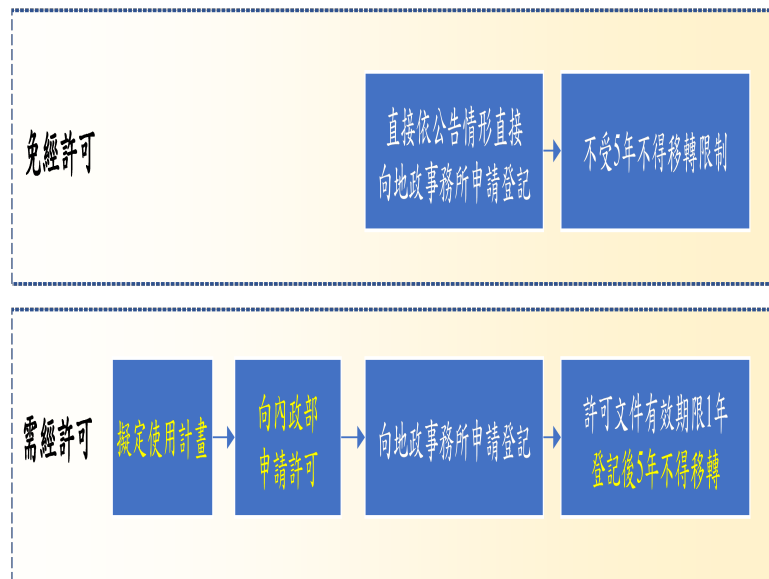 免經許可
直接依公告情形直接
向地政事務所申請登記
不受5年不得移轉限制
需經許可
擬定使用計畫
向內政部
申請許可
向地政事務所申請登記
許可文件有效期限1年
登記後5年不得移轉